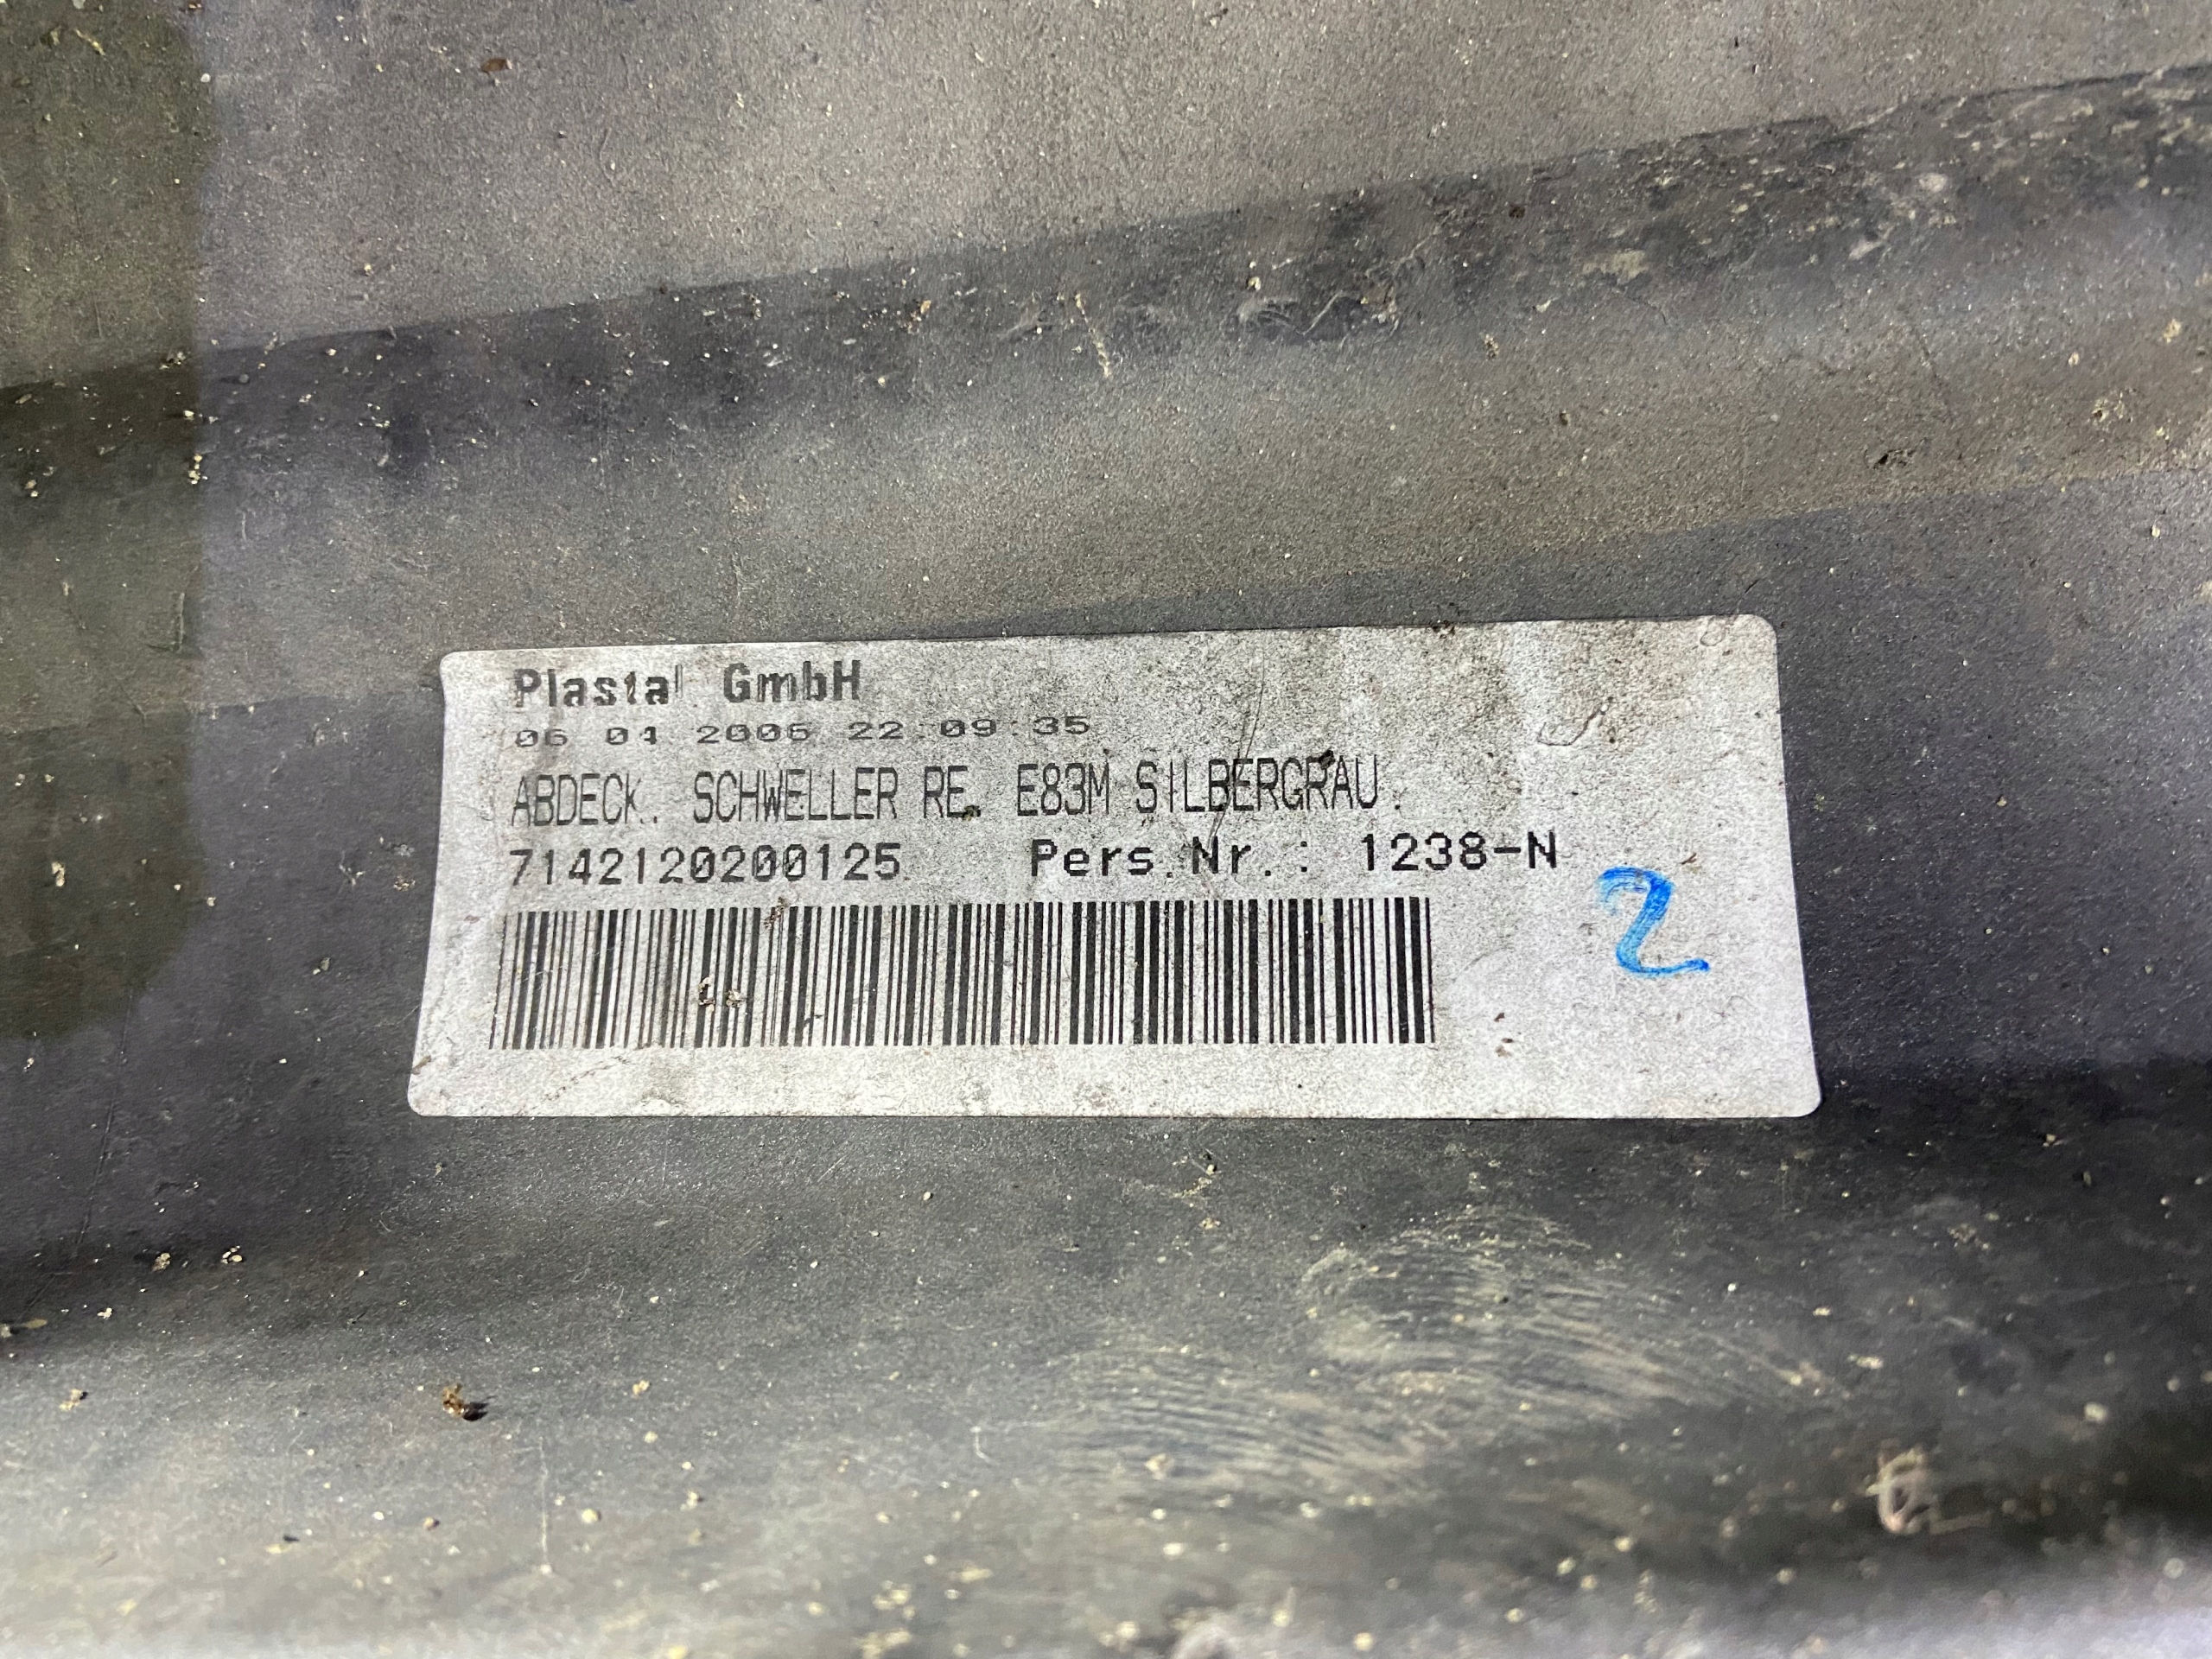 Plastal GmbH
06 04 2006 22:09:35
ABDECK. SCHWELLER RE. E83M SILBERGRAU.
7142120200125 Pers.Nr.: 1238-N
2